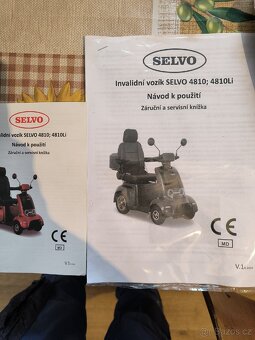 SELVO
Invalidní vozík SELVO 4810; 4810Li
Návod k použití
Záruční a servisní knížka
CE
MD
SELVO
Invalidní vozík SELVO 4810; 4810Li
Návod k použití
Záruční a servisní knížka
CE
MD